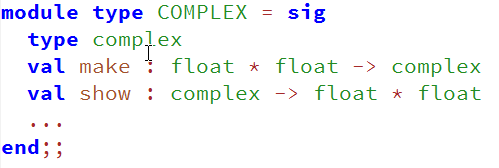 module type COMPLEX = sig
  type complex
  val make : float * float -> complex
  val show : complex -> float * float
  ...
end;;